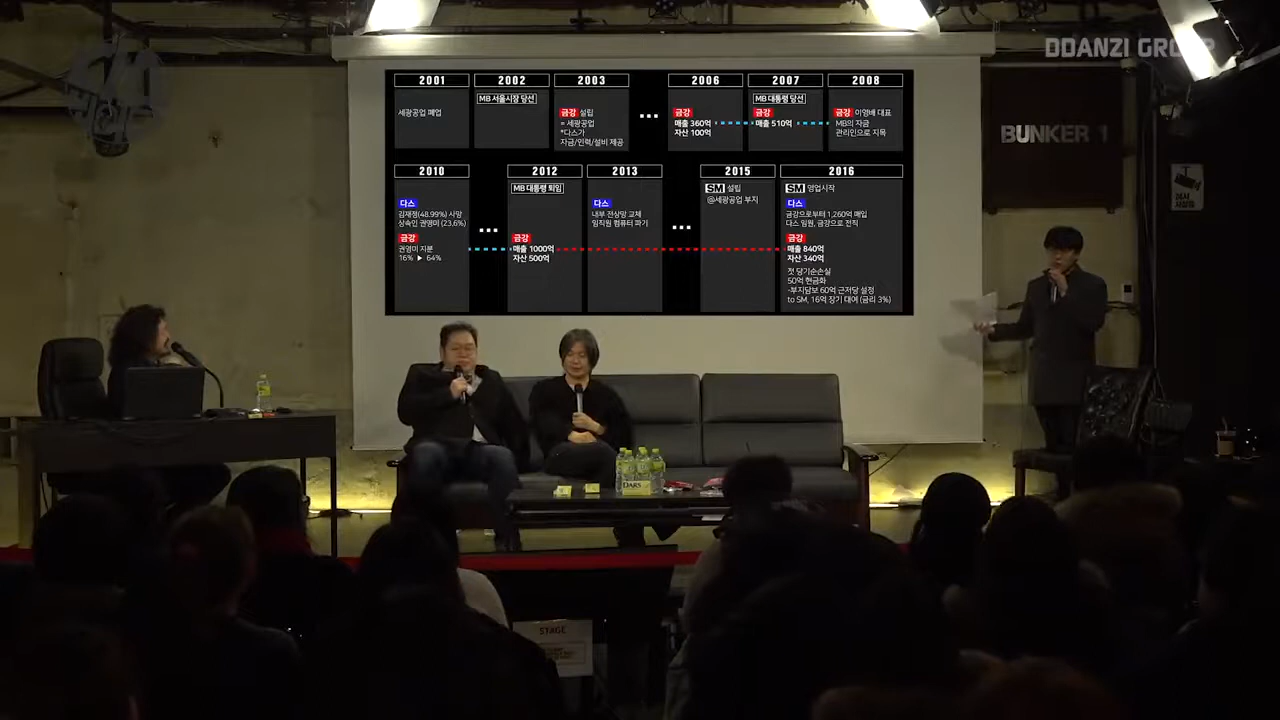 DDANZI GROUP
BUNKER 1
2001
세광공업 폐업
2002
MB 서울시장 당선
2003
금강 설립
= 세광공업
*다스가
자금/인력/설비 제공
...
2006
금강
매출 360억
자산 100억
2007
MB 대통령 당선
금강
매출 510억
2008
금강 이영배 대표
MB의 자금
관리인으로 지목
2010
다스
김재정(48.99%) 사망
상속인 권영미 (23.6%)
금강
권영미 지분
16% ▶ 64%
...
2012
MB 대통령 퇴임
금강
매출 1000억
자산 500억
2013
다스
내부 전상망 교체
임직원 컴퓨터 파기
...
2015
SM 설립
@세광공업 부지
2016
SM 영업시작
다스
금강으로부터 1,260억 매입
다스 임원, 금강으로 전직
금강
매출 840억
자산 340억
첫 당기순손실
50억 현금화
-부지담보 60억 근저당 설정
to SM, 16억 장기 대여 (금리 3%)
DARS
STAGE